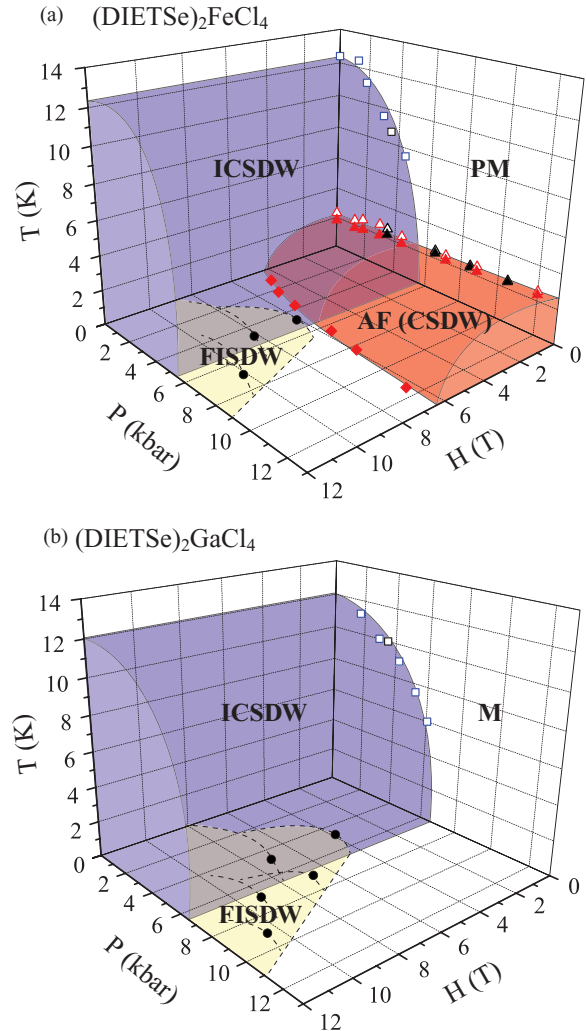 (a) (DIETSe)₂FeCl₄
14
12
10
8
6
4
2
0
T (K)
ICSDW
PM
AF (CSDW)
FISDW
2
4
6
8
10
12
P (kbar)
12
10
8
6
4
2
0
H (T)
(b) (DIETSe)₂GaCl₄
14
12
10
8
6
4
2
0
T (K)
ICSDW
M
FISDW
2
4
6
8
10
12
P (kbar)
12
10
8
6
4
2
0
H (T)